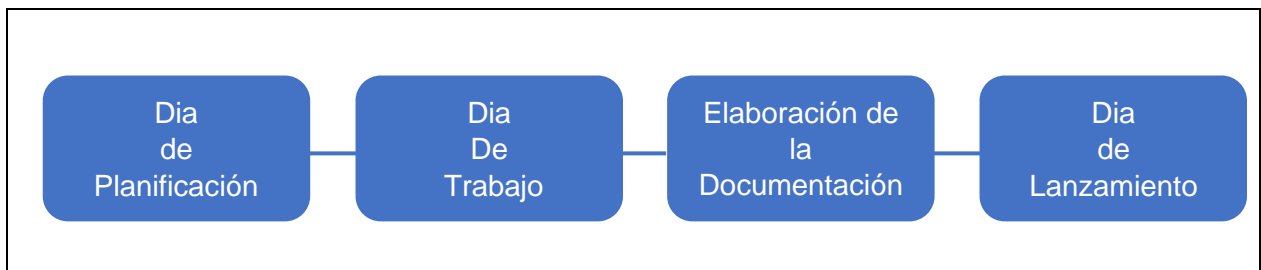 Dia
de
Planificación
Dia
De
Trabajo
Elaboración de
la
Documentación
Dia
de
Lanzamiento